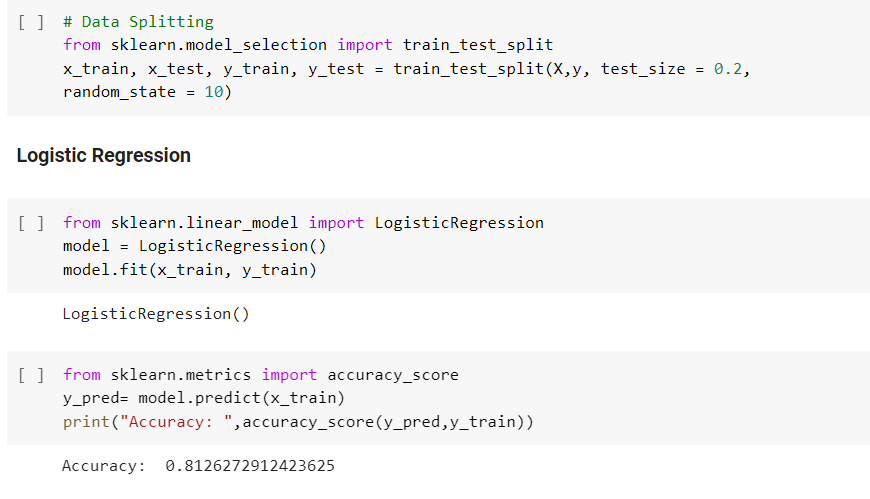 [ ] # Data Splitting
from sklearn.model_selection import train_test_split
x_train, x_test, y_train, y_test = train_test_split(X,y, test_size = 0.2,
random_state = 10)
Logistic Regression
[ ] from sklearn.linear_model import LogisticRegression
model = LogisticRegression()
model.fit(x_train, y_train)
LogisticRegression()
[ ] from sklearn.metrics import accuracy_score
y_pred= model.predict(x_train)
print("Accuracy: ",accuracy_score(y_pred,y_train))
Accuracy:  0.8126272912423625